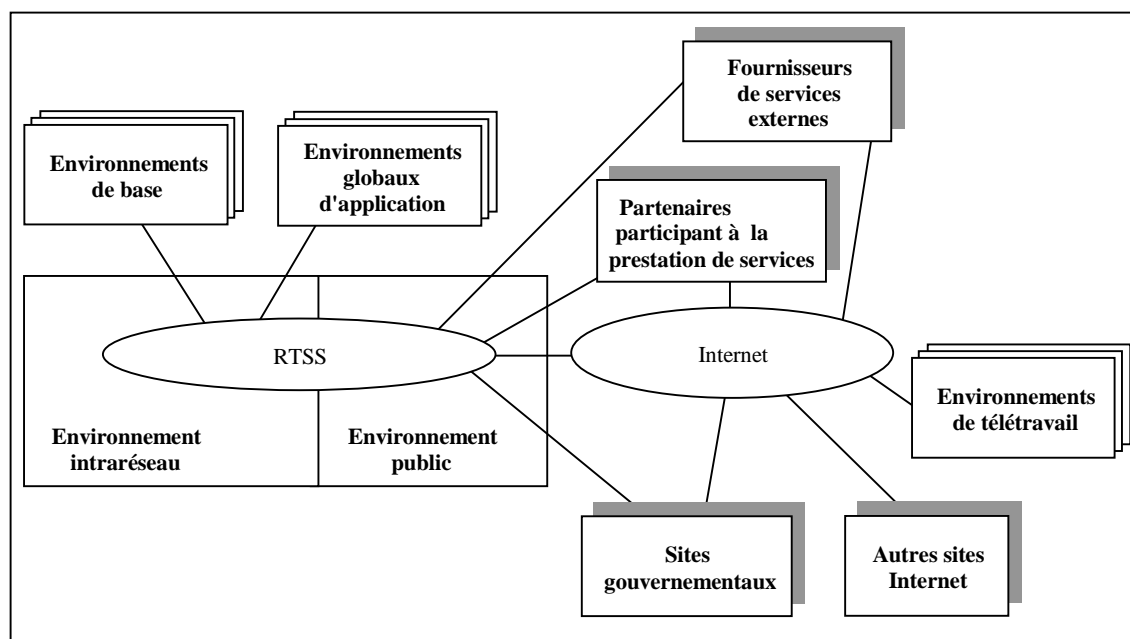 Fournisseurs
de services
externes
Environnements
de base
Environnements
globaux
d'application
Partenaires
participant à la
prestation de services
RTSS
Internet
Environnements
de télétravail
Environnement
intraréseau
Environnement
public
Sites
gouvernementaux
Autres sites
Internet